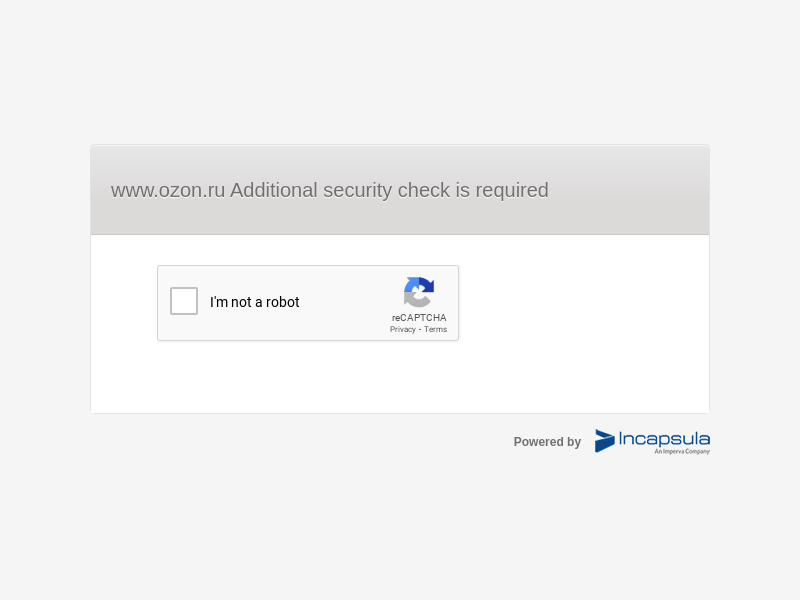 www.ozon.ru Additional security check is required
I'm not a robot
reCAPTCHA
Privacy - Terms
Powered by
Incapsula
An Imperva Company